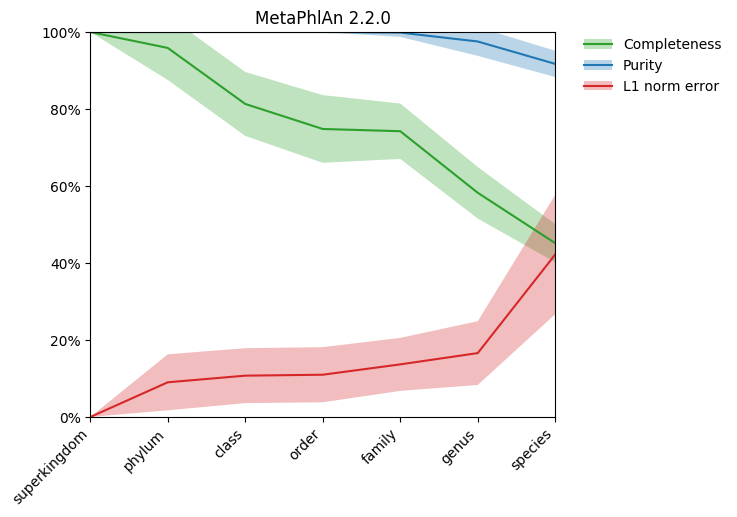 MetaPhlAn 2.2.0
100%
80%
60%
40%
20%
0%
superkingdom
phylum
class
order
family
genus
species
Completeness
Purity
L1 norm error